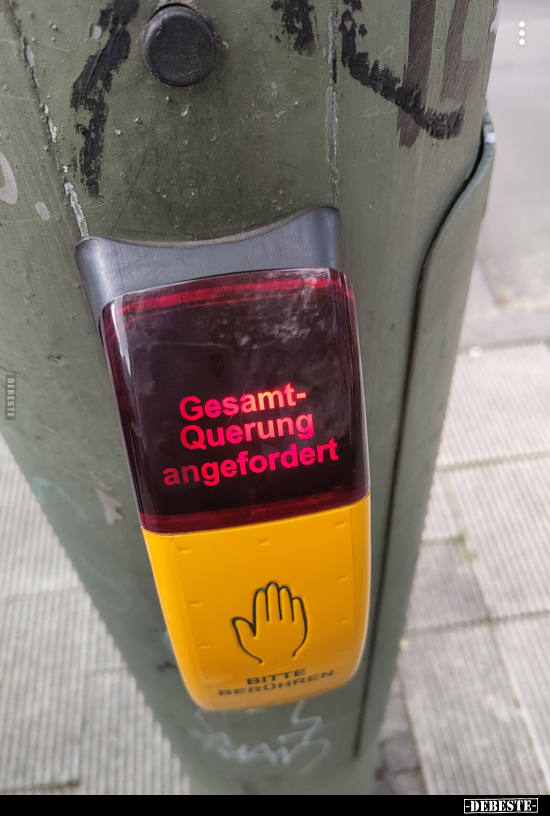 Gesamt-
Querung
angefordert
BITTE
BERÜHREN
DEBESTE
-DEBESTE-